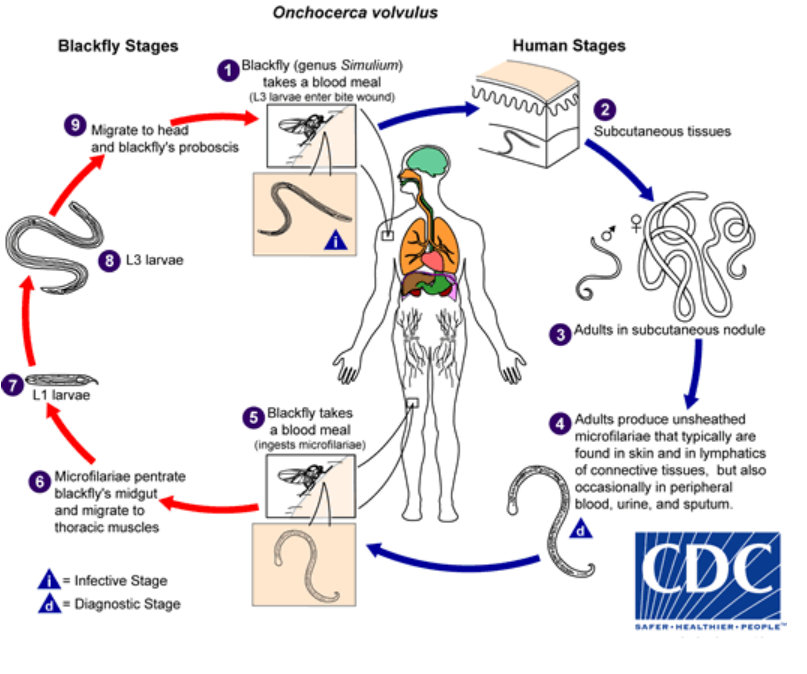 Onchocerca volvulus
Blackfly Stages
Human Stages
1 Blackfly (genus Simulium)
takes a blood meal
(L3 larvae enter bite wound)
i
2
Subcutaneous tissues
♂ ♀
3 Adults in subcutaneous nodule
4 Adults produce unsheathed
microfilariae that typically are
found in skin and in lymphatics
of connective tissues, but also
occasionally in peripheral
blood, urine, and sputum.
d
5 Blackfly takes
a blood meal
(ingests microfilariae)
6 Microfilariae pentrate
blackfly's midgut
and migrate to
thoracic muscles
7
L1 larvae
8 L3 larvae
9 Migrate to head
and blackfly's proboscis
i = Infective Stage
d = Diagnostic Stage
CDC
SAFER•HEALTHIER•PEOPLE™